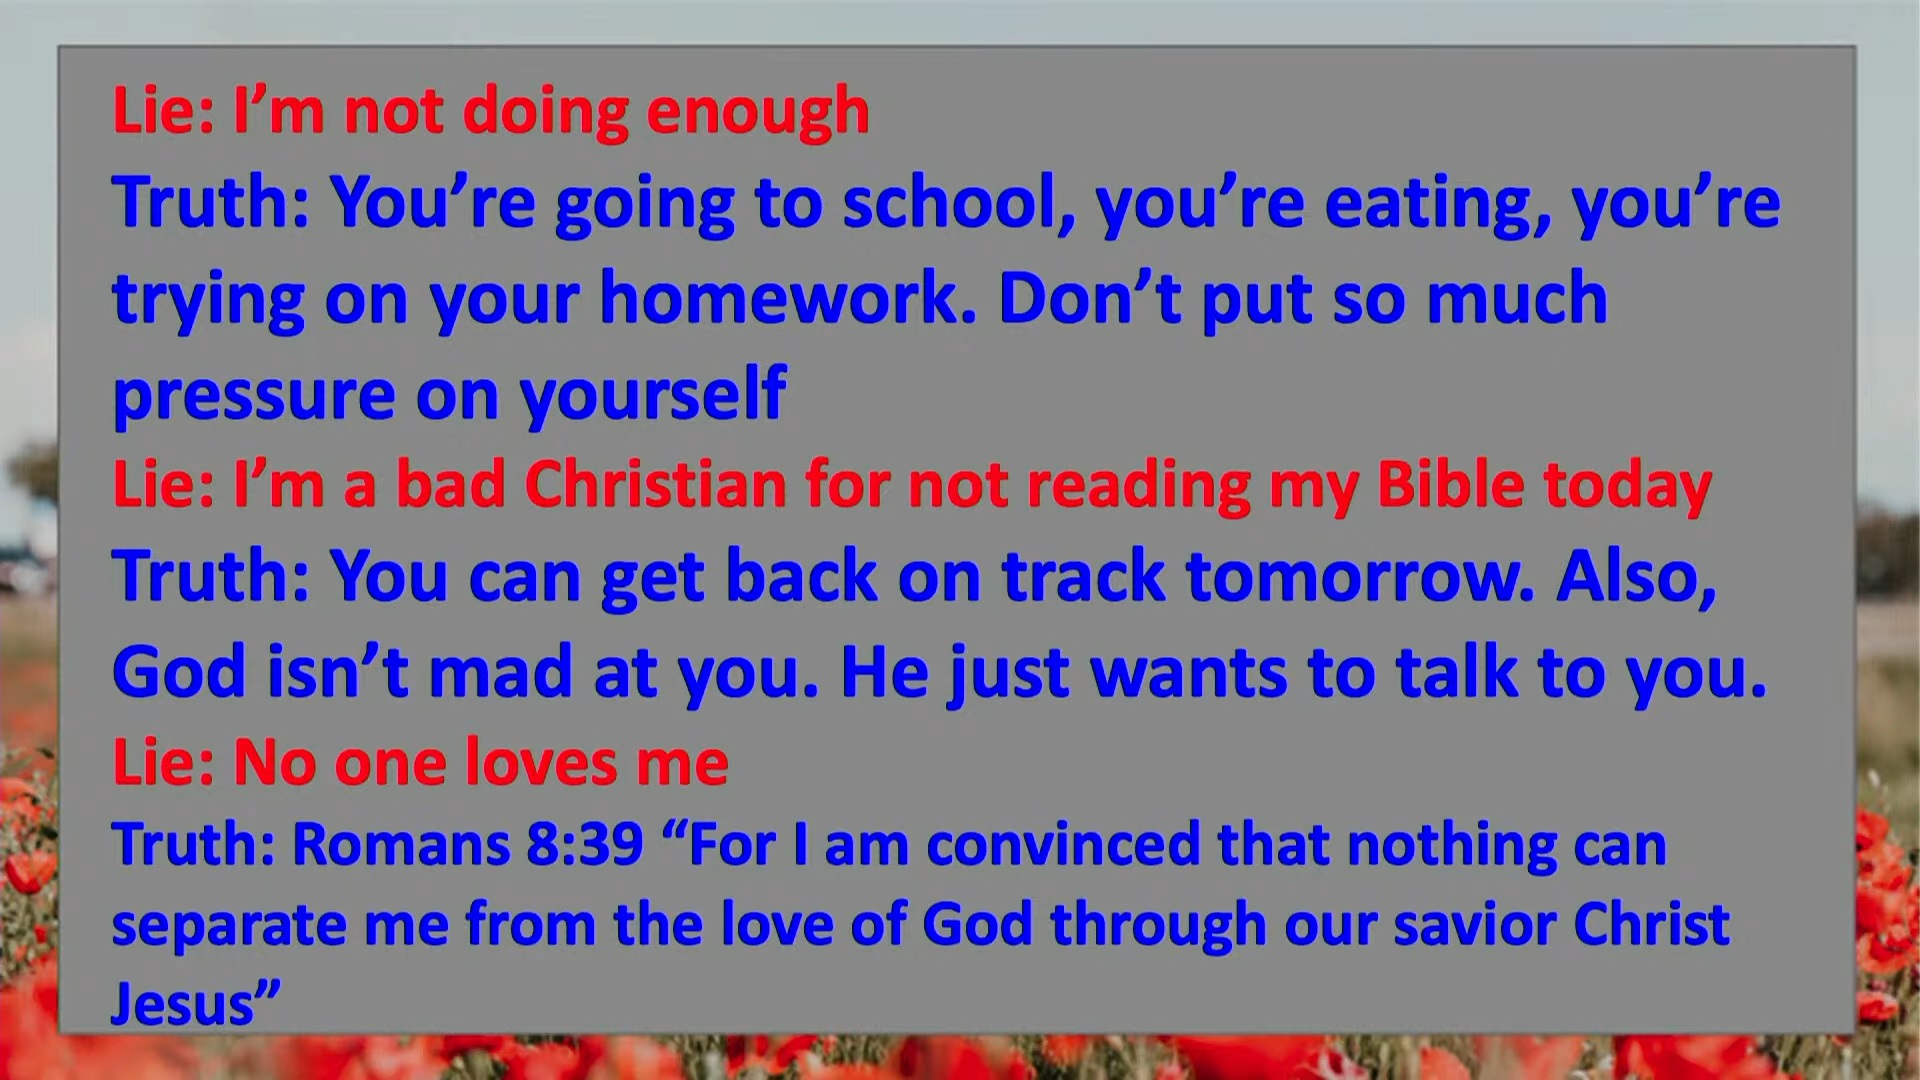 Lie: I’m not doing enough
Truth: You’re going to school, you’re eating, you’re
trying on your homework. Don’t put so much
pressure on yourself
Lie: I’m a bad Christian for not reading my Bible today
Truth: You can get back on track tomorrow. Also,
God isn’t mad at you. He just wants to talk to you.
Lie: No one loves me
Truth: Romans 8:39 “For I am convinced that nothing can
separate me from the love of God through our savior Christ
Jesus”